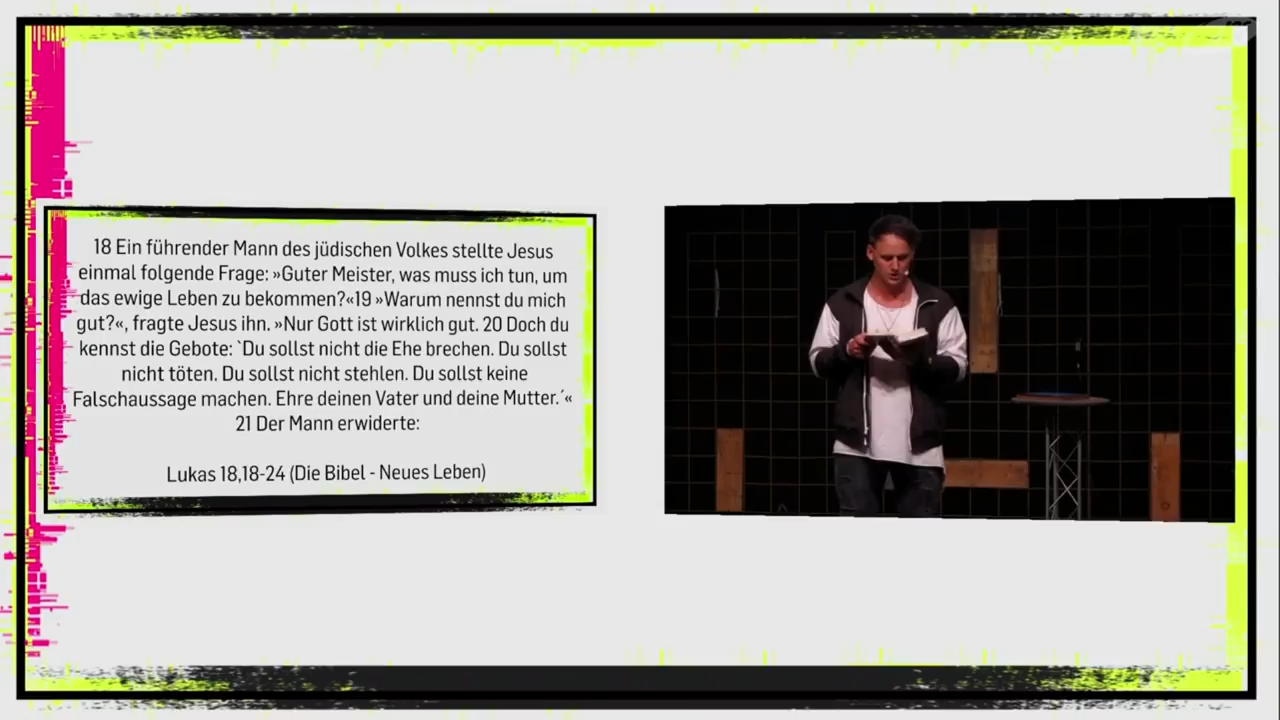 18 Ein führender Mann des jüdischen Volkes stellte Jesus
einmal folgende Frage: »Guter Meister, was muss ich tun, um
das ewige Leben zu bekommen?«19 »Warum nennst du mich
gut?«, fragte Jesus ihn. »Nur Gott ist wirklich gut. 20 Doch du
kennst die Gebote: `Du sollst nicht die Ehe brechen. Du sollst
nicht töten. Du sollst nicht stehlen. Du sollst keine
Falschaussage machen. Ehre deinen Vater und deine Mutter.´«
21 Der Mann erwiderte:
Lukas 18,18-24 (Die Bibel - Neues Leben)